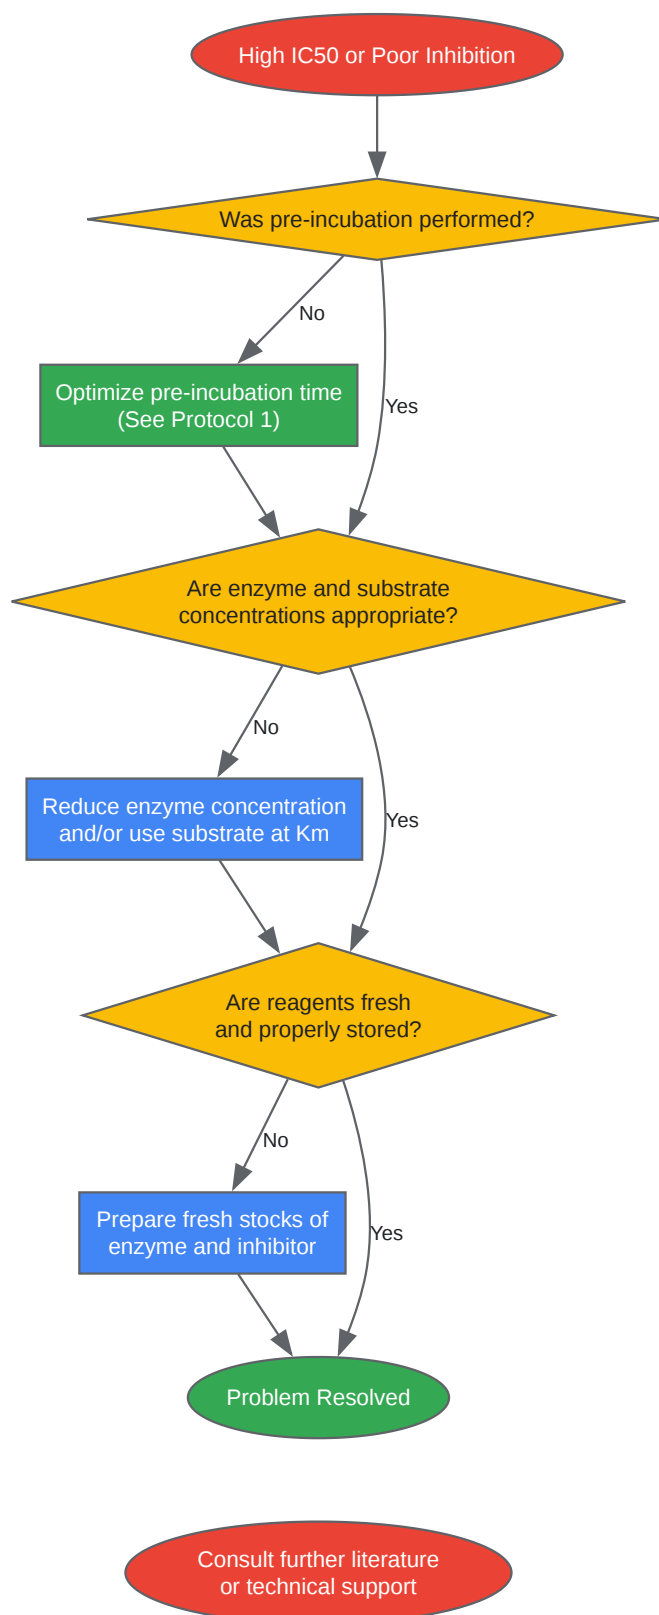 High IC50 or Poor Inhibition
Was pre-incubation performed?
No
Optimize pre-incubation time
(See Protocol 1)
Yes
Are enzyme and substrate
concentrations appropriate?
No
Reduce enzyme concentration
and/or use substrate at Km
Yes
Are reagents fresh
and properly stored?
No
Prepare fresh stocks of
enzyme and inhibitor
Yes
Problem Resolved
Consult further literature
or technical support